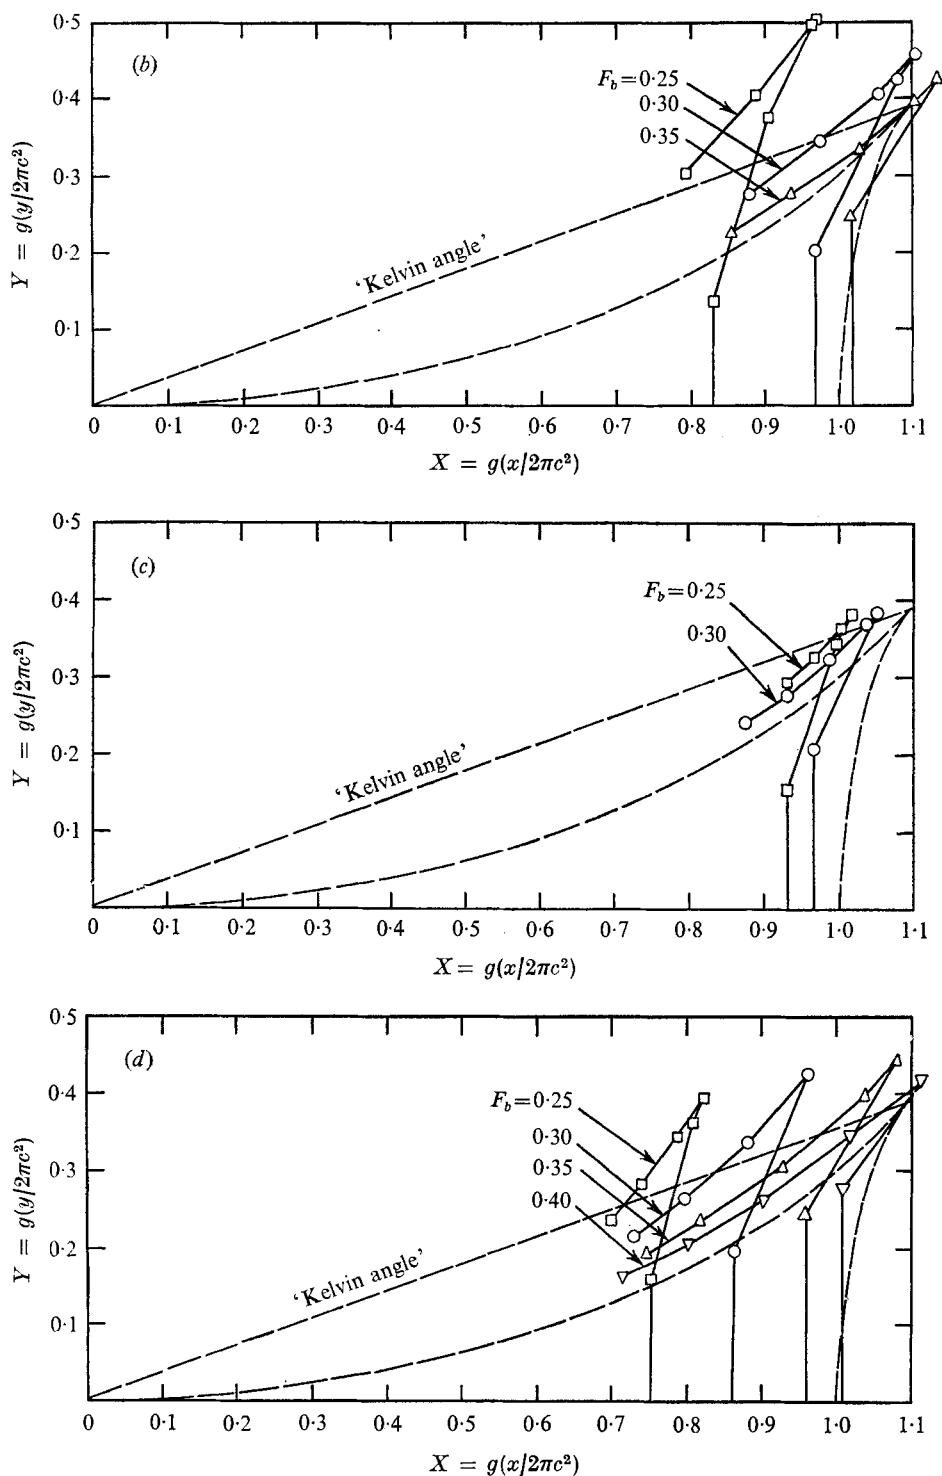 (b)
0·5
0·4
0·3
0·2
0·1
Y = g(y/2πc²)
F_b=0·25
0·30
0·35
'Kelvin angle'
0 0·1 0·2 0·3 0·4 0·5 0·6 0·7 0·8 0·9 1·0 1·1
X = g(x/2πc²)
(c)
0·5
0·4
0·3
0·2
0·1
Y = g(y/2πc²)
F_b=0·25
0·30
'Kelvin angle'
0 0·1 0·2 0·3 0·4 0·5 0·6 0·7 0·8 0·9 1·0 1·1
X = g(x/2πc²)
(d)
0·5
0·4
0·3
0·2
0·1
Y = g(y/2πc²)
F_b=0·25
0·30
0·35
0·40
'Kelvin angle'
0 0·1 0·2 0·3 0·4 0·5 0·6 0·7 0·8 0·9 1·0 1·1
X = g(x/2πc²)